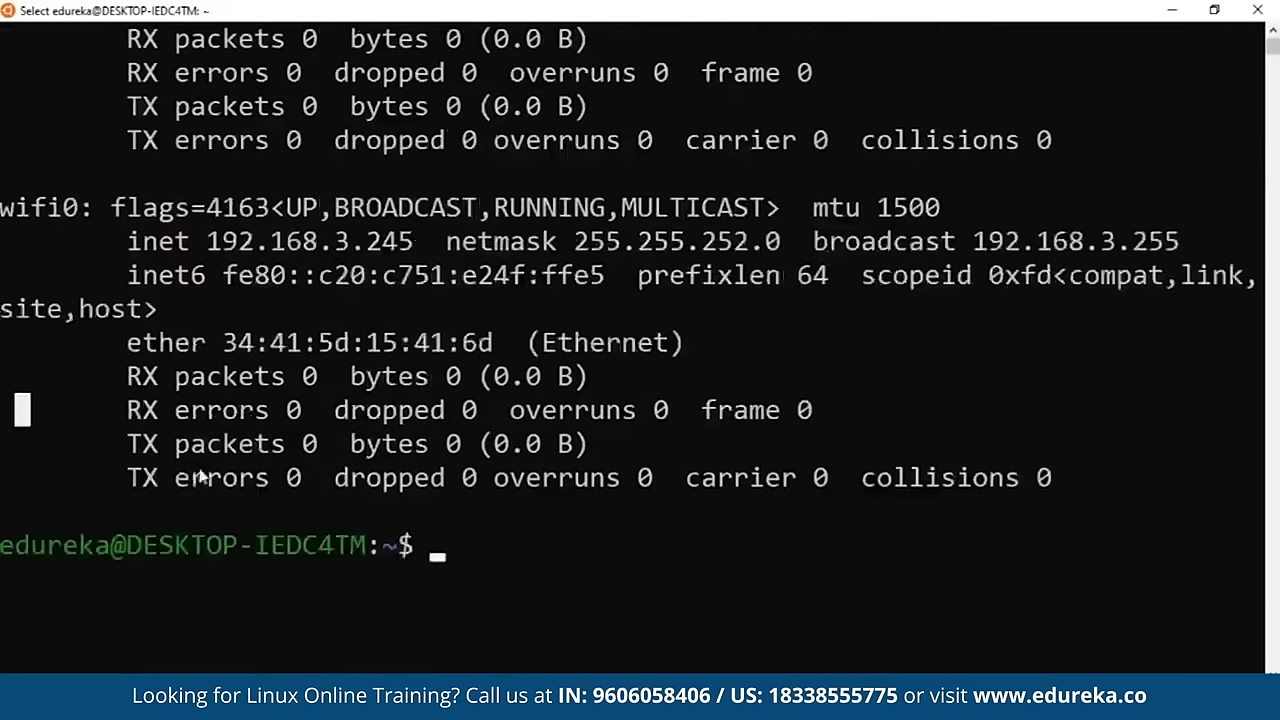 Select edureka@DESKTOP-IEDC4TM: ~
RX packets 0  bytes 0 (0.0 B)
RX errors 0  dropped 0  overruns 0  frame 0
TX packets 0  bytes 0 (0.0 B)
TX errors 0  dropped 0 overruns 0  carrier 0  collisions 0
wifi0: flags=4163<UP,BROADCAST,RUNNING,MULTICAST>  mtu 1500
inet 192.168.3.245  netmask 255.255.252.0  broadcast 192.168.3.255
inet6 fe80::c20:c751:e24f:ffe5  prefixlen 64  scopeid 0xfd<compat,link,
site,host>
ether 34:41:5d:15:41:6d  (Ethernet)
RX packets 0  bytes 0 (0.0 B)
RX errors 0  dropped 0  overruns 0  frame 0
TX packets 0  bytes 0 (0.0 B)
TX errors 0  dropped 0 overruns 0  carrier 0  collisions 0
edureka@DESKTOP-IEDC4TM:~$
Looking for Linux Online Training? Call us at IN: 9606058406 / US: 18338555775 or visit www.edureka.co